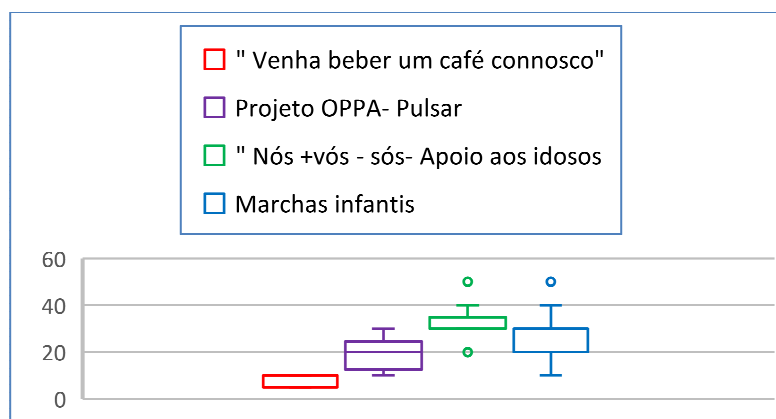 " Venha beber um café connosco"
Projeto OPPA- Pulsar
" Nós +vós - sós- Apoio aos idosos
Marchas infantis
60
40
20
0